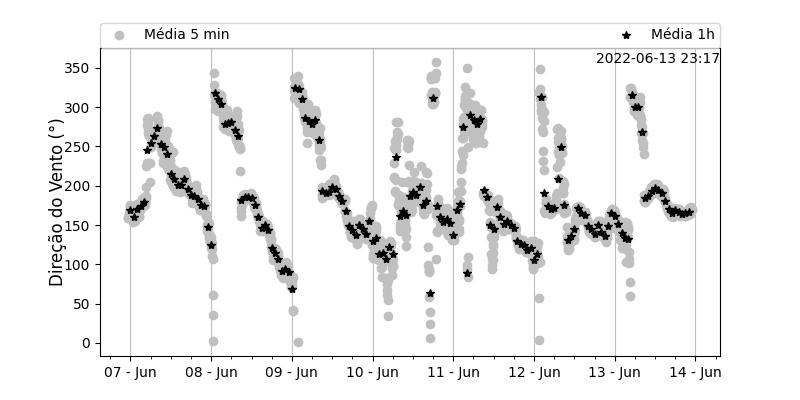 Média 5 min
Média 1h
2022-06-13 23:17
Direção do Vento (°)
350
300
250
200
150
100
50
0
07 - Jun
08 - Jun
09 - Jun
10 - Jun
11 - Jun
12 - Jun
13 - Jun
14 - Jun